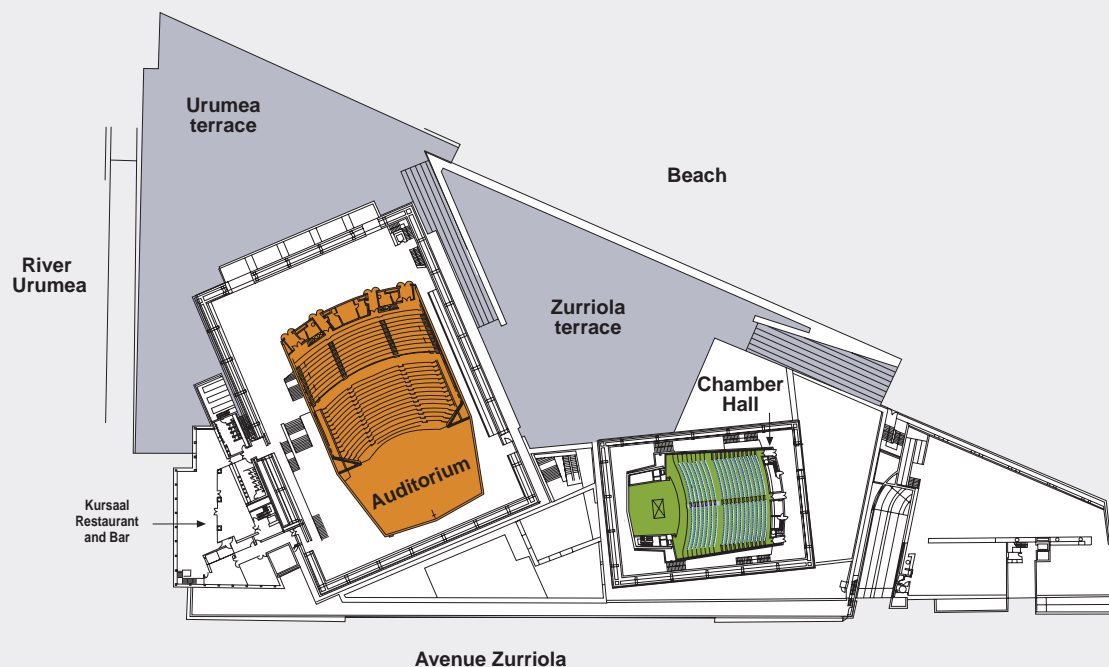 Urumea
terrace
Beach
River
Urumea
Zurriola
terrace
Chamber
Hall
Auditorium
Kursaal
Restaurant
and Bar
Avenue Zurriola